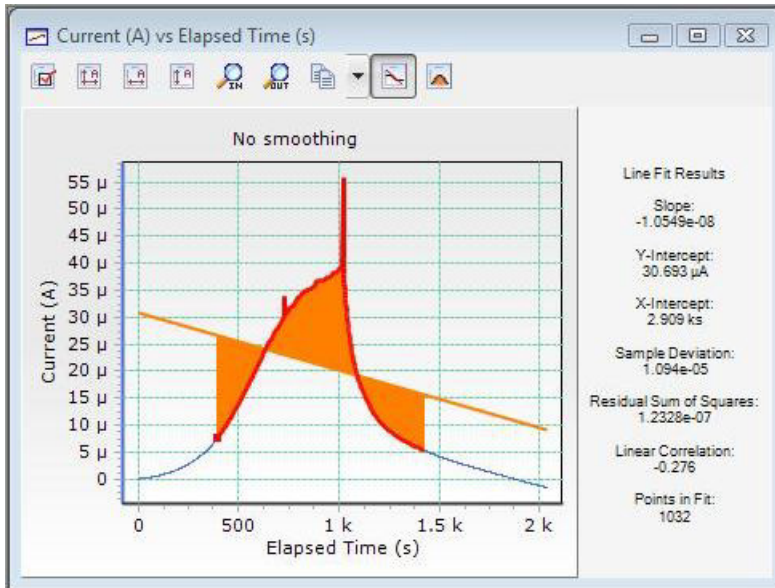 Current (A) vs Elapsed Time (s)
IN
OUT
No smoothing
55 µ
50 µ
45 µ
40 µ
35 µ
30 µ
25 µ
20 µ
15 µ
10 µ
5 µ
0
Current (A)
0
500
1 k
1.5 k
2 k
Elapsed Time (s)
Line Fit Results
Slope:
-1.0549e-08
Y-Intercept:
30.693 µA
X-Intercept:
2.909 ks
Sample Deviation:
1.094e-05
Residual Sum of Squares:
1.2328e-07
Linear Correlation:
-0.276
Points in Fit:
1032